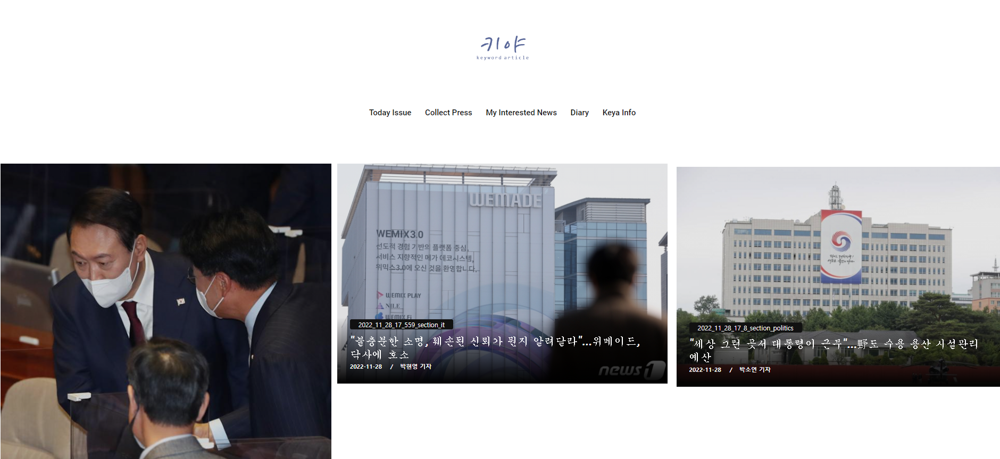 키야
keyword article
Today Issue Collect Press My Interested News Diary Keya Info
WEMADE
WEMIX3.0
선도적 경험 기반의 플랫폼 중심,
서비스 지향적인 메가 에코시스템,
위믹스3.0에 오신 것을 환영합니다.
WEMIX PLAY
NILE
WEMIX.Fi
2022_11_28_17_559_section_it
"불충분한 소명, 훼손된 신뢰가 뭔지 알려달라"...위메이드,
닥사에 호소
2022-11-28 / 박현영 기자
news1
2022_11_28_17_8_section_politics
"세상 그런 곳서 대통령이 근무"...野도 수용 용산 시설관리
예산
2022-11-28 / 박소연 기자